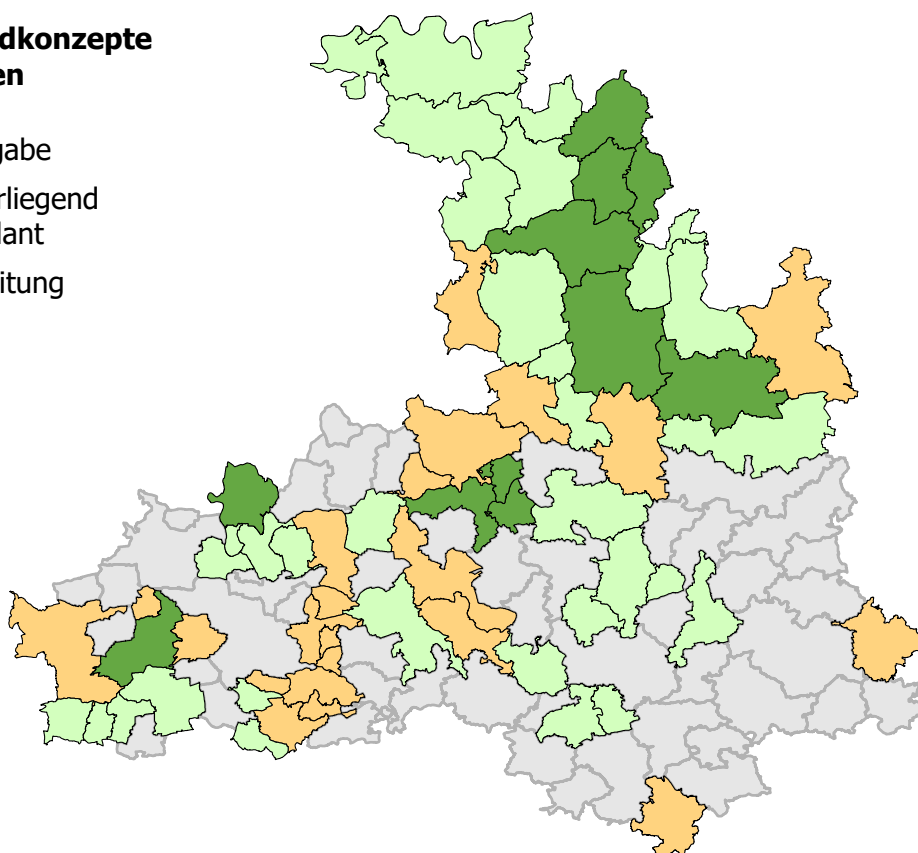 dkonzepte
en
gabe
rliegend
lant
itung